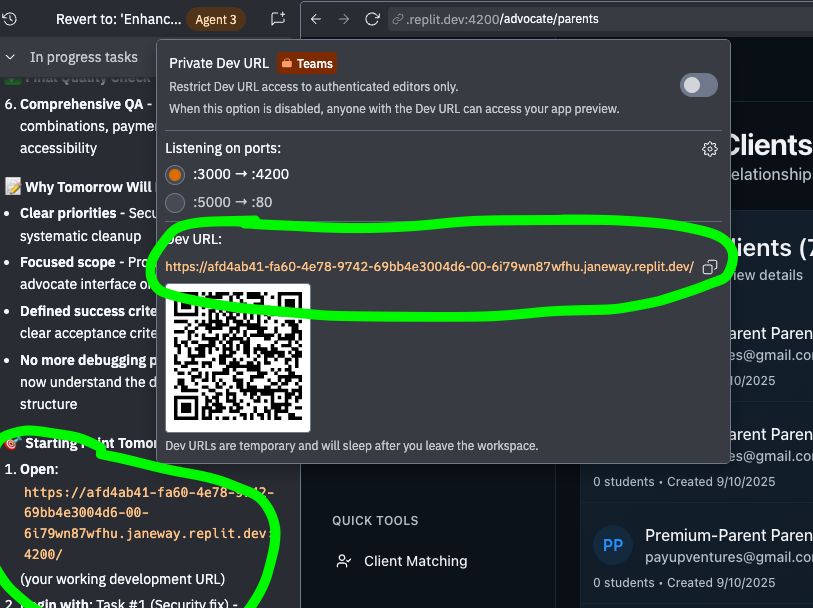 Revert to: 'Enhanc...
Agent 3
.replit.dev:4200/advocate/parents
In progress tasks
Final Quality Check
6. Comprehensive QA -
combinations, payme
accessibility
Why Tomorrow Will
• Clear priorities - Secu
systematic cleanup
• Focused scope - Pro
advocate interface o
• Defined success crite
clear acceptance crite
• No more debugging p
now understand the d
structure
Starting Point Tomor
1. Open:
https://afd4ab41-fa60-4e78-9742-
69bb4e3004d6-00-
6i79wn87wfhu.janeway.replit.dev:
4200/
(your working development URL)
2. Begin with: Task #1 (Security fix) -
Private Dev URL
Teams
Restrict Dev URL access to authenticated editors only.
When this option is disabled, anyone with the Dev URL can access your app preview.
Listening on ports:
:3000 → :4200
:5000 → :80
Dev URL:
https://afd4ab41-fa60-4e78-9742-69bb4e3004d6-00-6i79wn87wfhu.janeway.replit.dev/
Dev URLs are temporary and will sleep after you leave the workspace.
Clients
elationship
lients (7
iew details
arent Paren
es@gmail.co
10/2025
arent Paren
es@gmail.co
0 students • Created 9/10/2025
QUICK TOOLS
Client Matching
PP
Premium-Parent Paren
payupventures@gmail.co
0 students • Created 9/10/2025